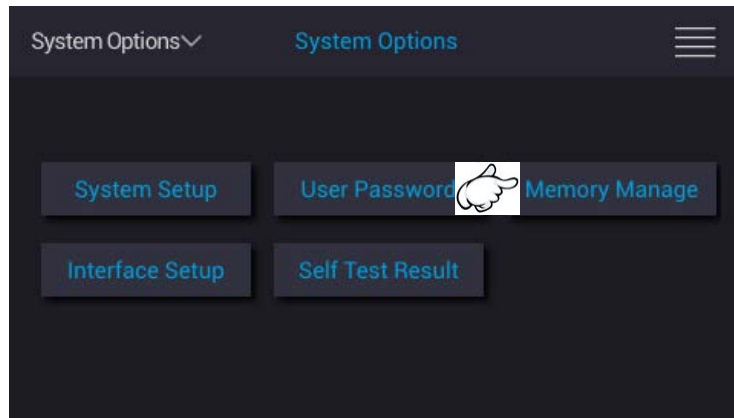 System Options System Options
System Setup User Password Memory Manage
Interface Setup Self Test Result